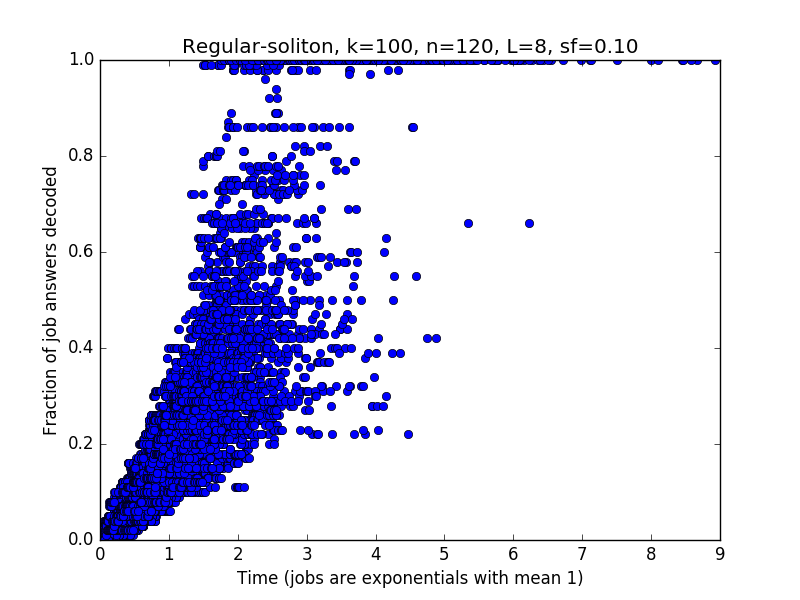 Regular-soliton, k=100, n=120, L=8, sf=0.10
1.0
0.8
0.6
0.4
0.2
0.0
Fraction of job answers decoded
0 1 2 3 4 5 6 7 8 9
Time (jobs are exponentials with mean 1)